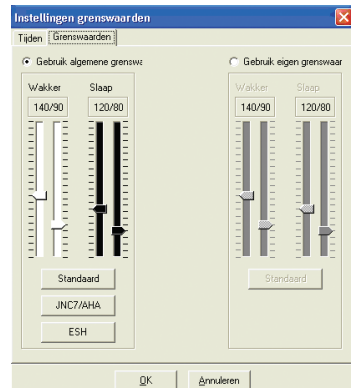 Instellingen grenswaarden
Tijden Grenswaarden
Gebruik algemene grenswa
Gebruik eigen grenswaar
Wakker Slaap
Wakker Slaap
140/90 120/80
140/90 120/80
Standaard
Standaard
JNC7/AHA
ESH
OK Annuleren